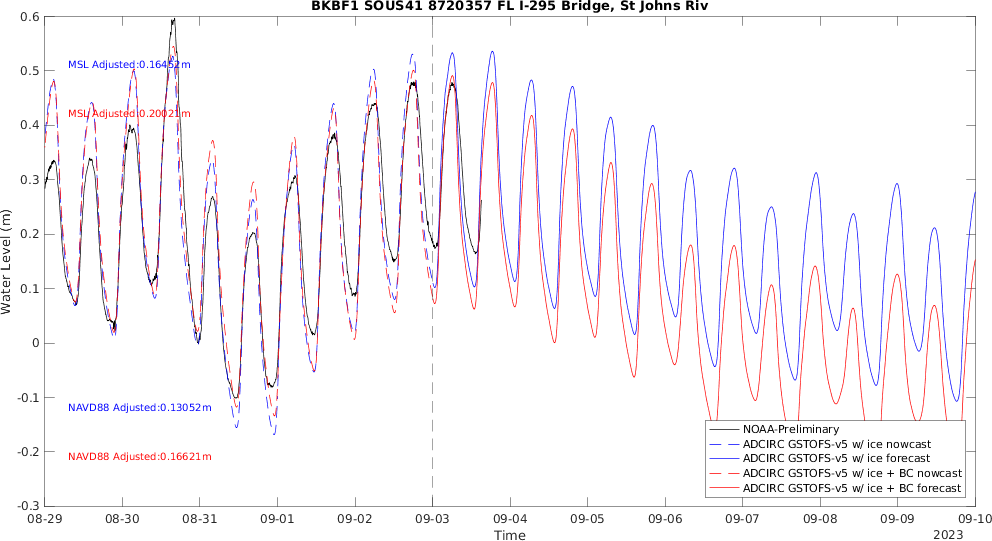 BKBF1 SOUS41 8720357 FL I-295 Bridge, St Johns Riv
Water Level (m)
0.6
0.5
0.4
0.3
0.2
0.1
0
-0.1
-0.2
-0.3
MSL Adjusted:0.16452m
MSL Adjusted:0.20021m
NAVD88 Adjusted:0.13052m
NAVD88 Adjusted:0.16621m
NOAA-Preliminary
ADCIRC GSTOFS-v5 w/ ice nowcast
ADCIRC GSTOFS-v5 w/ ice forecast
ADCIRC GSTOFS-v5 w/ ice + BC nowcast
ADCIRC GSTOFS-v5 w/ ice + BC forecast
08-29 08-30 08-31 09-01 09-02 09-03 09-04 09-05 09-06 09-07 09-08 09-09 09-10
Time
2023